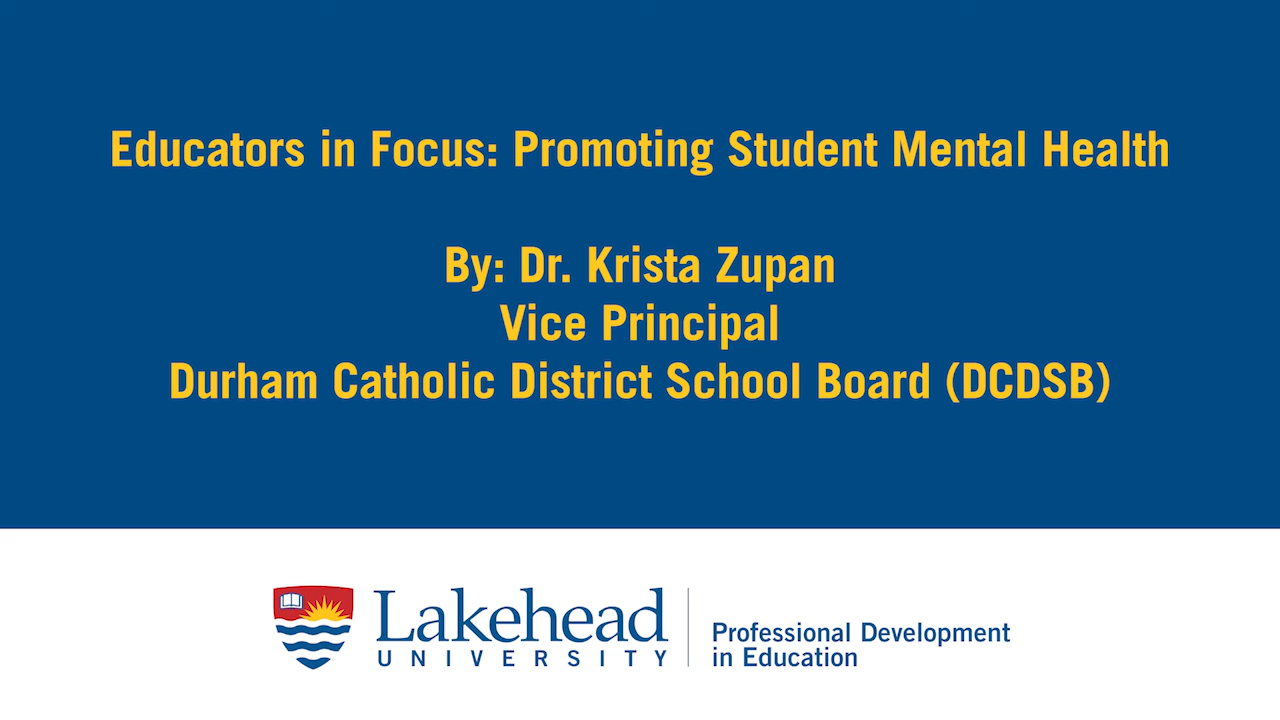 Educators in Focus: Promoting Student Mental Health
By: Dr. Krista Zupan
Vice Principal
Durham Catholic District School Board (DCDSB)
Lakehead
UNIVERSITY
Professional Development
in Education